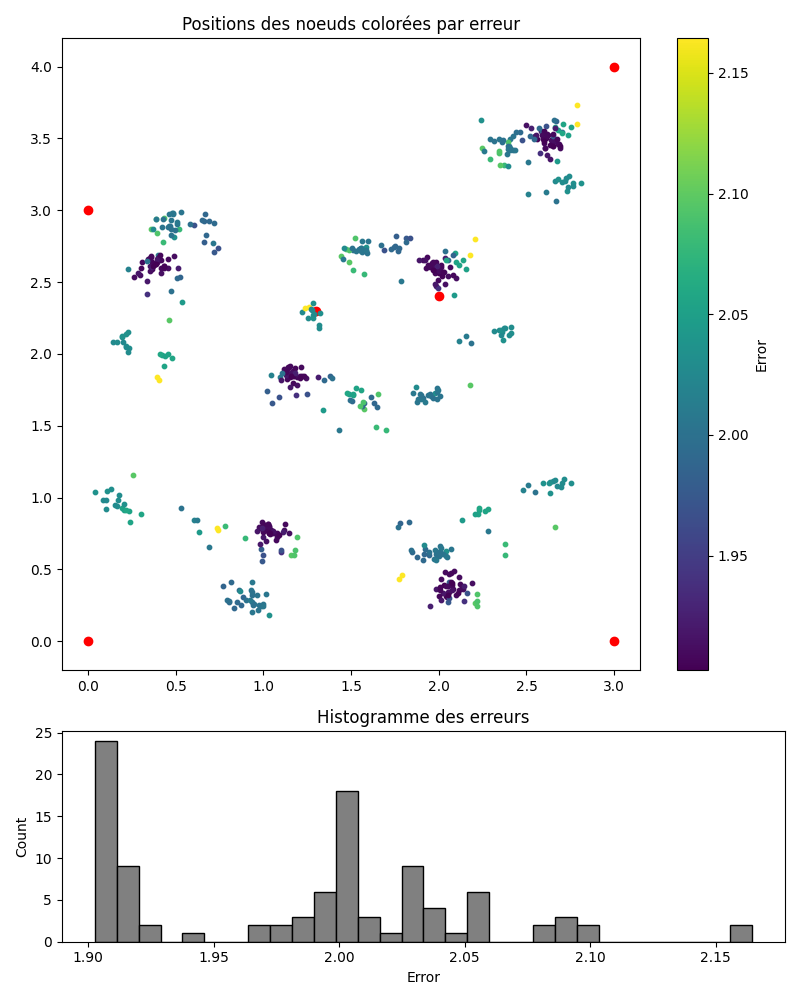 Positions des noeuds colorées par erreur
4.0
3.5
3.0
2.5
2.0
1.5
1.0
0.5
0.0
0.0 0.5 1.0 1.5 2.0 2.5 3.0
2.15
2.10
2.05
2.00
1.95
Error
Histogramme des erreurs
25
20
15
10
5
0
Count
1.90 1.95 2.00 2.05 2.10 2.15
Error